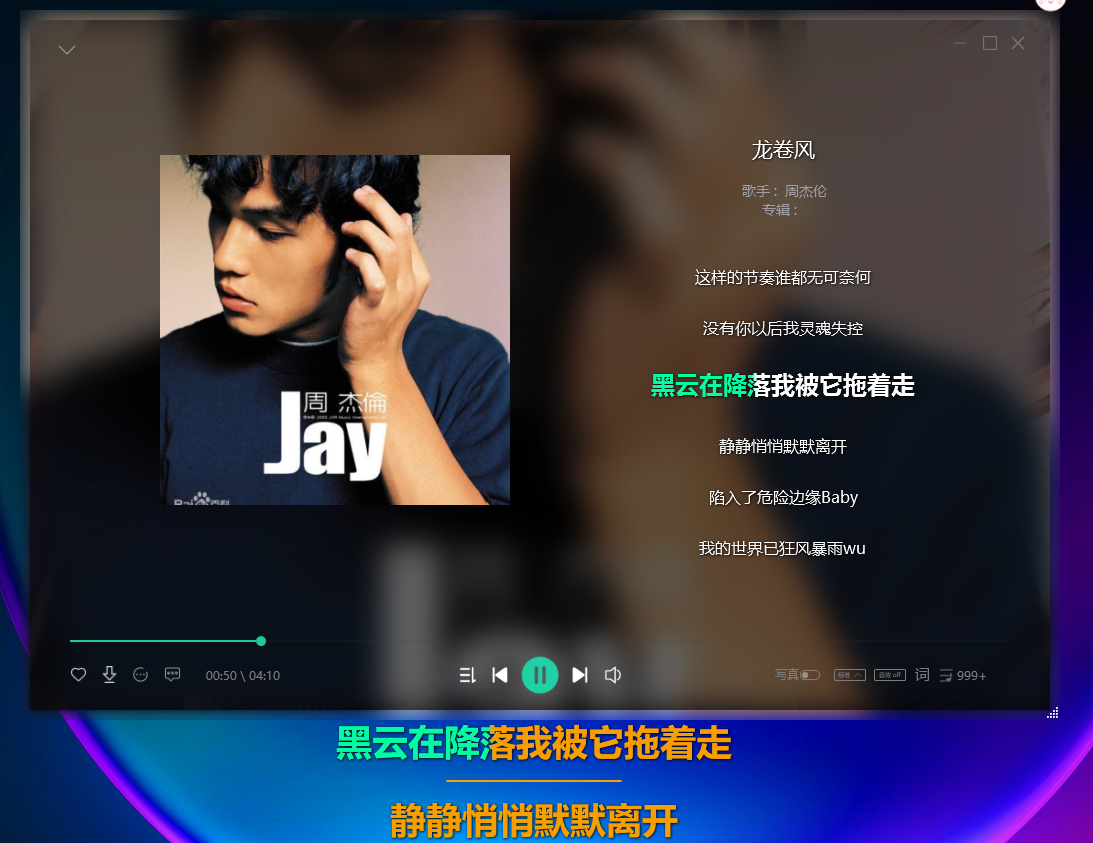 龙卷风
歌手：周杰伦
专辑：
这样的节奏谁都无可奈何
没有你以后我灵魂失控
黑云在降落我被它拖着走
静静悄悄默默离开
陷入了危险边缘Baby
我的世界已狂风暴雨wu
周 杰倫
Jay
Bai 百科
00:50 \ 04:10
写真
标准
音效 off
词
999+
黑云在降落我被它拖着走
静静悄悄默默离开